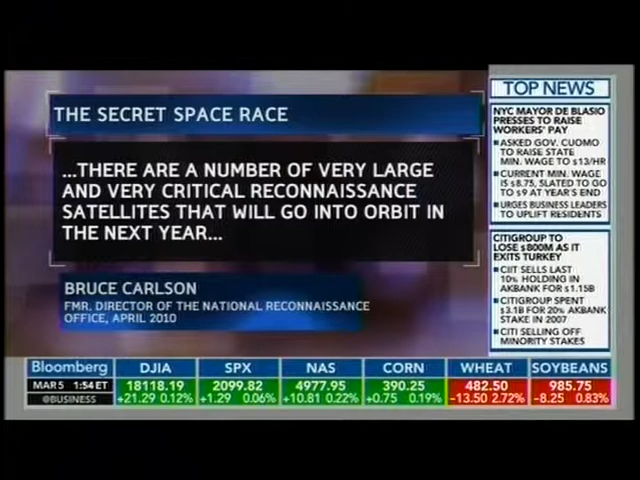 THE SECRET SPACE RACE
...THERE ARE A NUMBER OF VERY LARGE
AND VERY CRITICAL RECONNAISSANCE
SATELLITES THAT WILL GO INTO ORBIT IN
THE NEXT YEAR...
BRUCE CARLSON
FMR. DIRECTOR OF THE NATIONAL RECONNAISSANCE
OFFICE, APRIL 2010
TOP NEWS
NYC MAYOR DE BLASIO
PRESSES TO RAISE
WORKERS' PAY
ASKED GOV. CUOMO
TO RAISE STATE
MIN. WAGE TO $13/HR
CURRENT MIN. WAGE
IS $8.75, SLATED TO GO
TO $9 AT YEAR'S END
URGES BUSINESS LEADERS
TO UPLIFT RESIDENTS
CITIGROUP TO
LOSE $800M AS IT
EXITS TURKEY
CIIT SELLS LAST
10% HOLDING IN
AKBANK FOR $1.15B
CITIGROUP SPENT
$3.1B FOR 20% AKBANK
STAKE IN 2007
CITI SELLING OFF
MINORITY STAKES
Bloomberg DJIA SPX NAS CORN WHEAT SOYBEANS
MAR 5 1:54 ET 18118.19 2099.82 4977.95 390.25 482.50 985.75
@BUSINESS +21.29 0.12% +1.29 0.06% +10.81 0.22% +0.75 0.19% -13.50 2.72% -8.25 0.83%